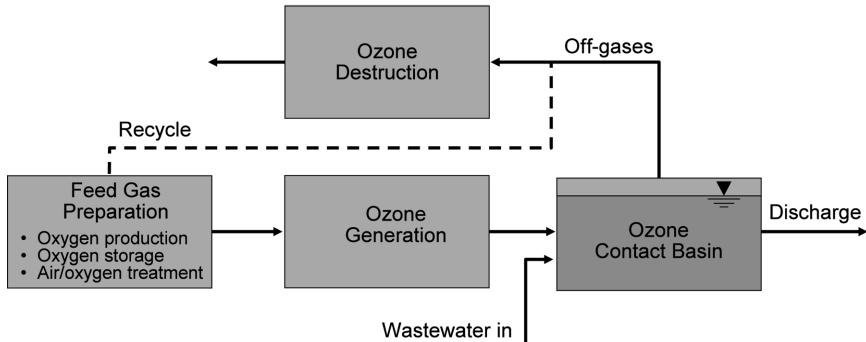 Ozone
Destruction
Off-gases
Recycle
Feed Gas
Preparation
• Oxygen production
• Oxygen storage
• Air/oxygen treatment
Ozone
Generation
Ozone
Contact Basin
Discharge
Wastewater in